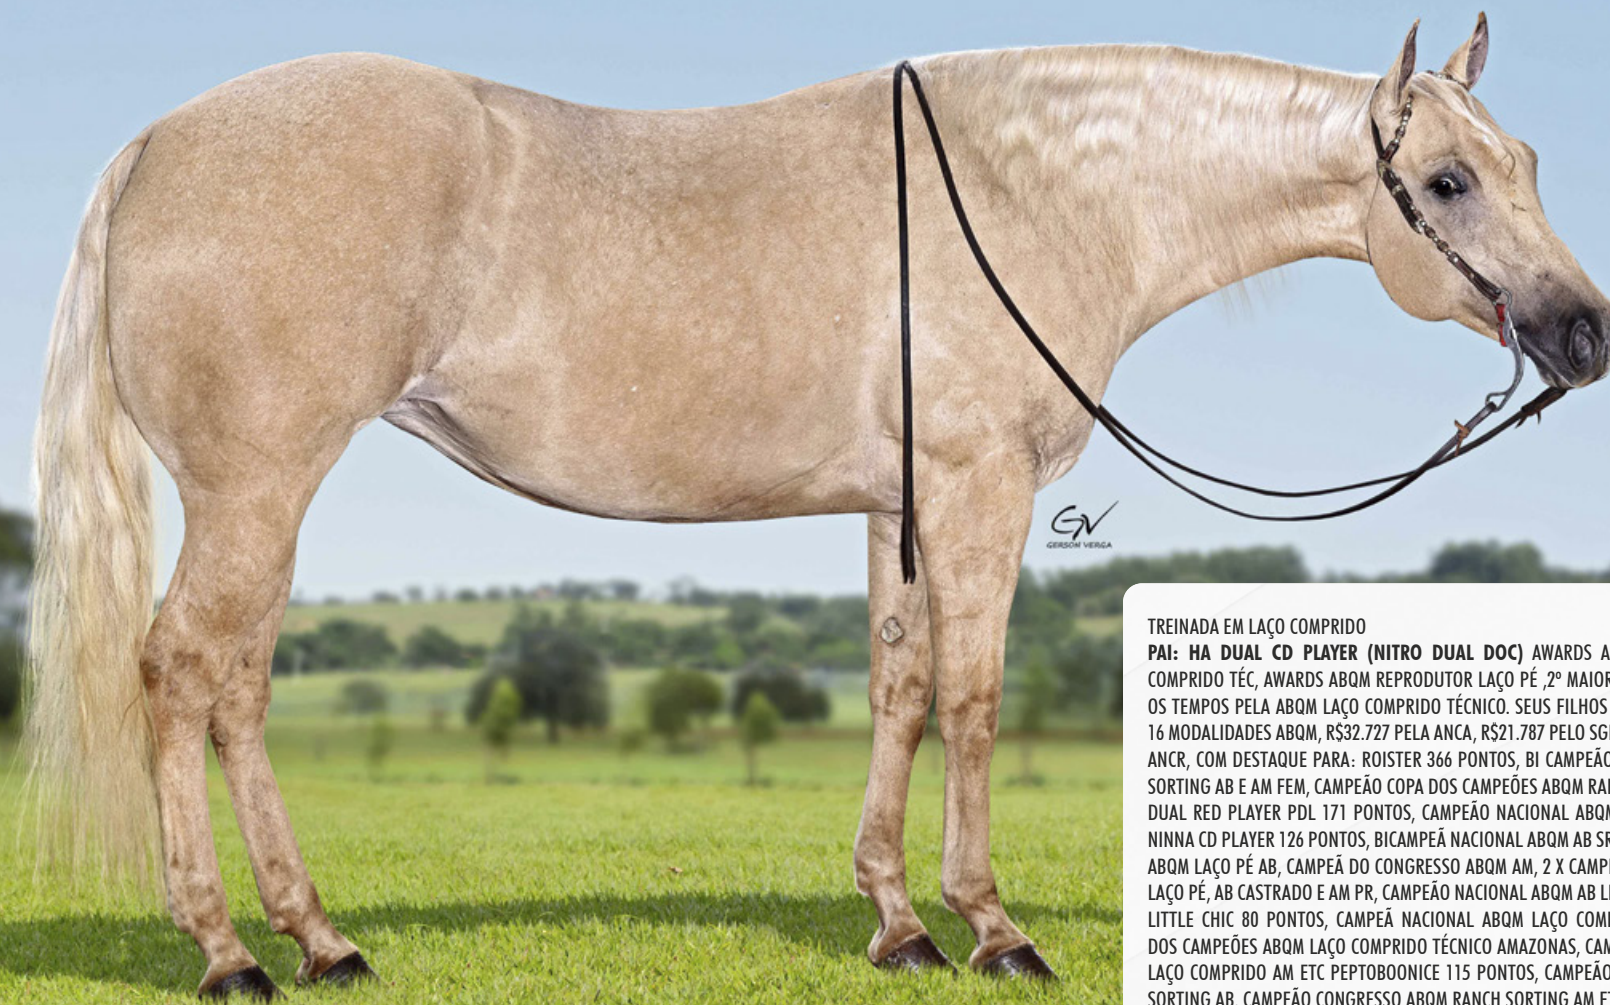 GV
GERSON VERGA
TREINADA EM LAÇO COMPRIDO
PAI: HA DUAL CD PLAYER (NITRO DUAL DOC) AWARDS
COMPRIDO TÉC, AWARDS ABQM REPRODUTOR LAÇO PÉ ,2º MAIOR
OS TEMPOS PELA ABQM LAÇO COMPRIDO TÉCNICO. SEUS FILHOS
16 MODALIDADES ABQM, R$32.727 PELA ANCA, R$21.787 PELO
ANCR, COM DESTAQUE PARA: ROISTER 366 PONTOS, BI CAMPEÃO
SORTING AB E AM FEM, CAMPEÃO COPA DOS CAMPEÕES ABQM
DUAL RED PLAYER PDL 171 PONTOS, CAMPEÃO NACIONAL ABQM
NINNA CD PLAYER 126 PONTOS, BICAMPEÃ NACIONAL ABQM AB
ABQM LAÇO PÉ AB, CAMPEÃ DO CONGRESSO ABQM AM, 2 X
LAÇO PÉ, AB CASTRADO E AM PR, CAMPEÃO NACIONAL ABQM AB
LITTLE CHIC 80 PONTOS, CAMPEÃ NACIONAL ABQM LAÇO
DOS CAMPEÕES ABQM LAÇO COMPRIDO TÉCNICO AMAZONAS,
LAÇO COMPRIDO AM ETC PEPTOBOONICE 115 PONTOS, CAMPEÃO
SORTING AB, CAMPEÃO CONGRESSO ABQM RANCH SORTING AM